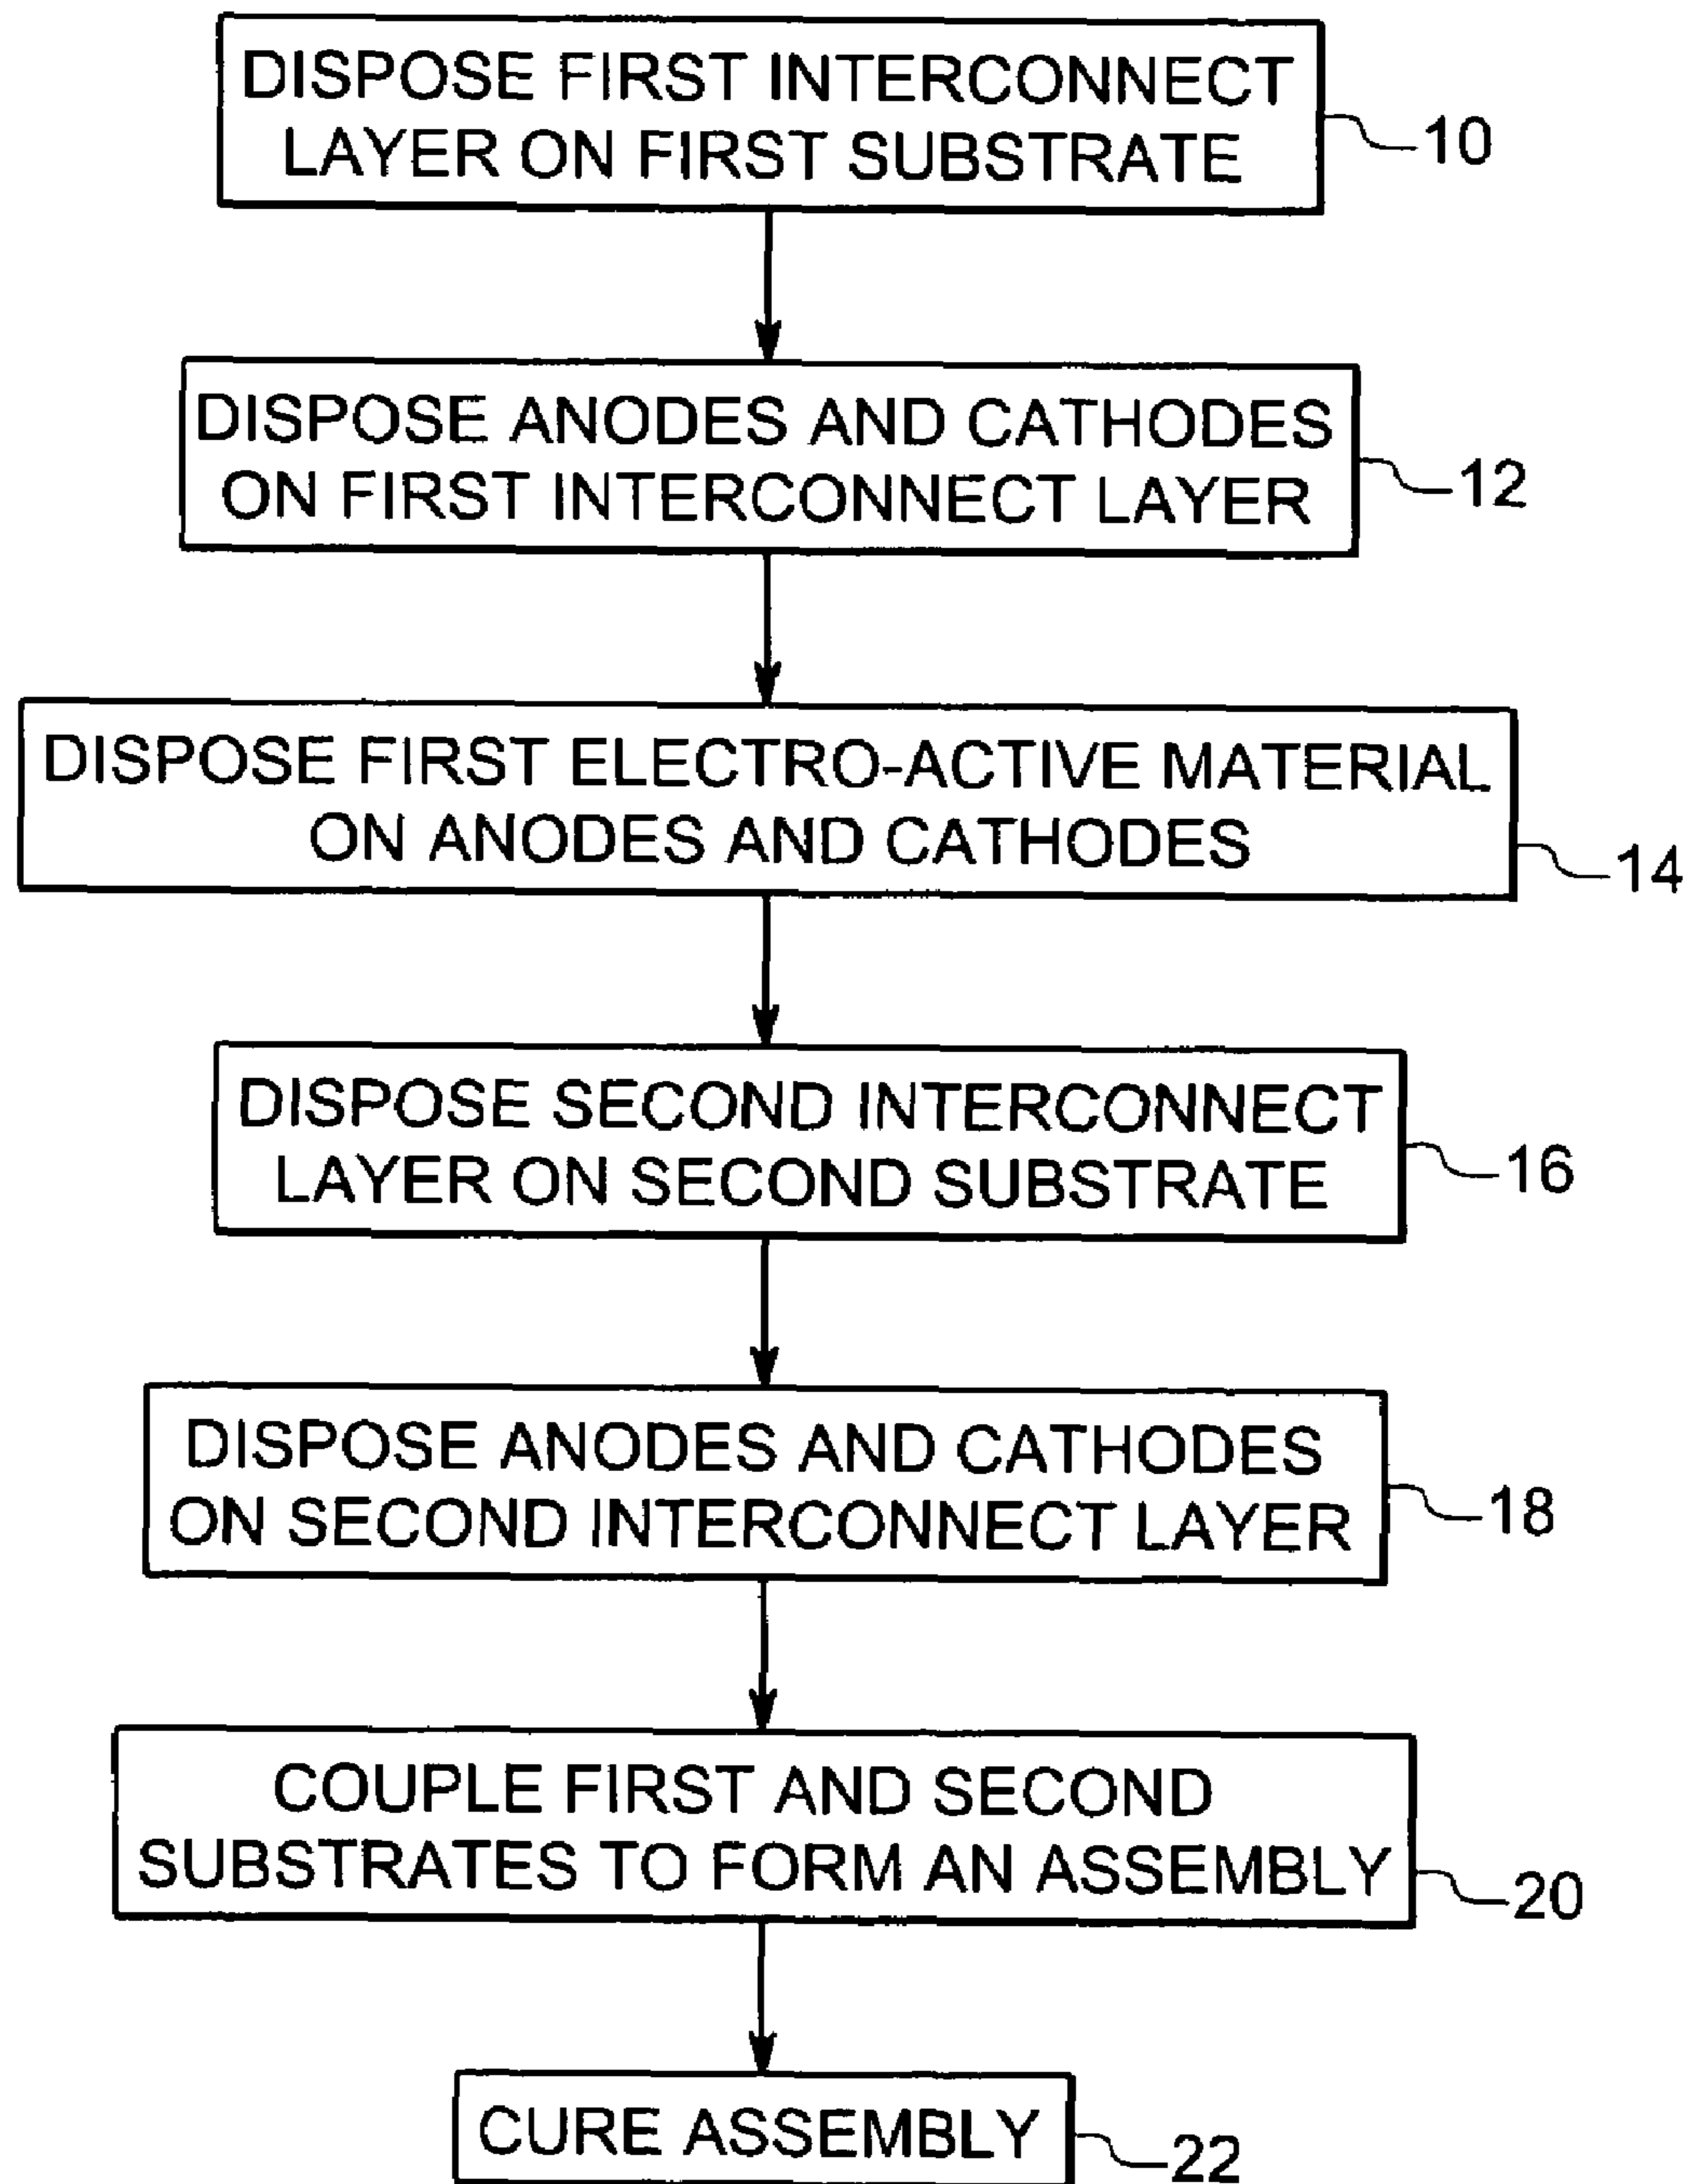 DISPOSE FIRST INTERCONNECT
LAYER ON FIRST SUBSTRATE
10
DISPOSE ANODES AND CATHODES
ON FIRST INTERCONNECT LAYER
12
DISPOSE FIRST ELECTRO-ACTIVE MATERIAL
ON ANODES AND CATHODES
14
DISPOSE SECOND INTERCONNECT
LAYER ON SECOND SUBSTRATE
16
DISPOSE ANODES AND CATHODES
ON SECOND INTERCONNECT LAYER
18
COUPLE FIRST AND SECOND
SUBSTRATES TO FORM AN ASSEMBLY
20
CURE ASSEMBLY
22